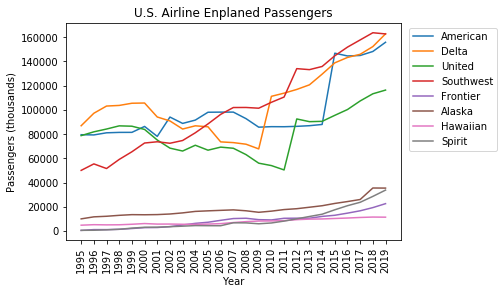 U.S. Airline Enplaned Passengers
Passengers (thousands)
160000
140000
120000
100000
80000
60000
40000
20000
0
1995 1996 1997 1998 1999 2000 2001 2002 2003 2004 2005 2006 2007 2008 2009 2010 2011 2012 2013 2014 2015 2016 2017 2018 2019
Year
American
Delta
United
Southwest
Frontier
Alaska
Hawaiian
Spirit